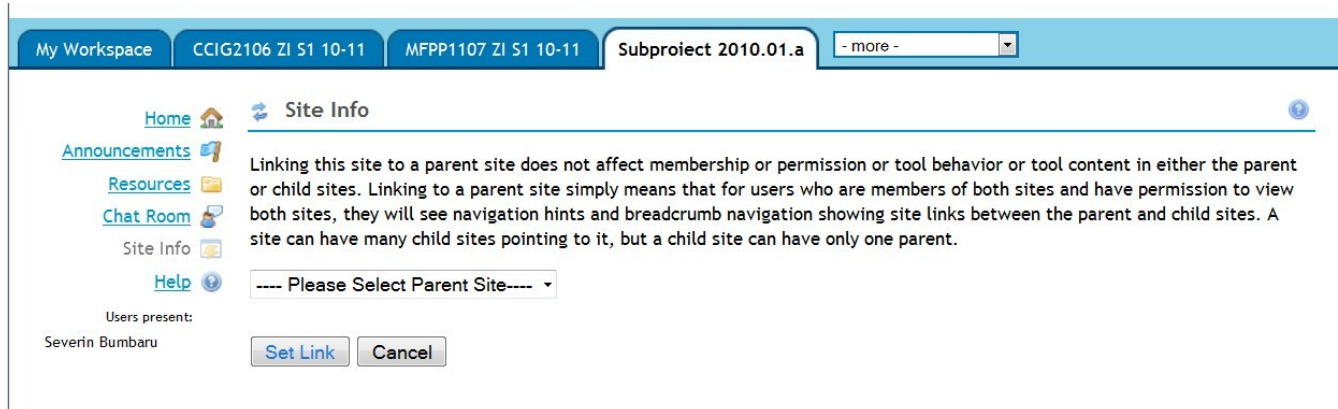 My Workspace CCIG2106 ZI S1 10-11 MFPP1107 ZI S1 10-11 Subproiect 2010.01.a - more -
Home
Announcements
Resources
Chat Room
Site Info
Help
Users present:
Severin Bumbaru
Site Info
Linking this site to a parent site does not affect membership or permission or tool behavior or tool content in either the parent
or child sites. Linking to a parent site simply means that for users who are members of both sites and have permission to view
both sites, they will see navigation hints and breadcrumb navigation showing site links between the parent and child sites. A
site can have many child sites pointing to it, but a child site can have only one parent.
---- Please Select Parent Site----
Set Link Cancel